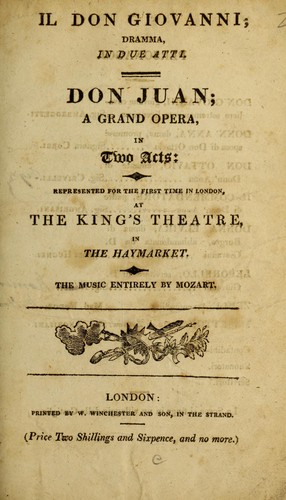 IL DON GIOVANNI;
DRAMMA,
IN DUE ATTI.
DON JUAN;
A GRAND OPERA,
IN
Two Acts:
REPRESENTED FOR THE FIRST TIME IN LONDON,
AT
THE KING'S THEATRE,
IN
THE HAYMARKET.
THE MUSIC ENTIRELY BY MOZART.
LONDON:
PRINTED BY W. WINCHESTER AND SON, IN THE STRAND.
(Price Two Shillings and Sixpence, and no more.)